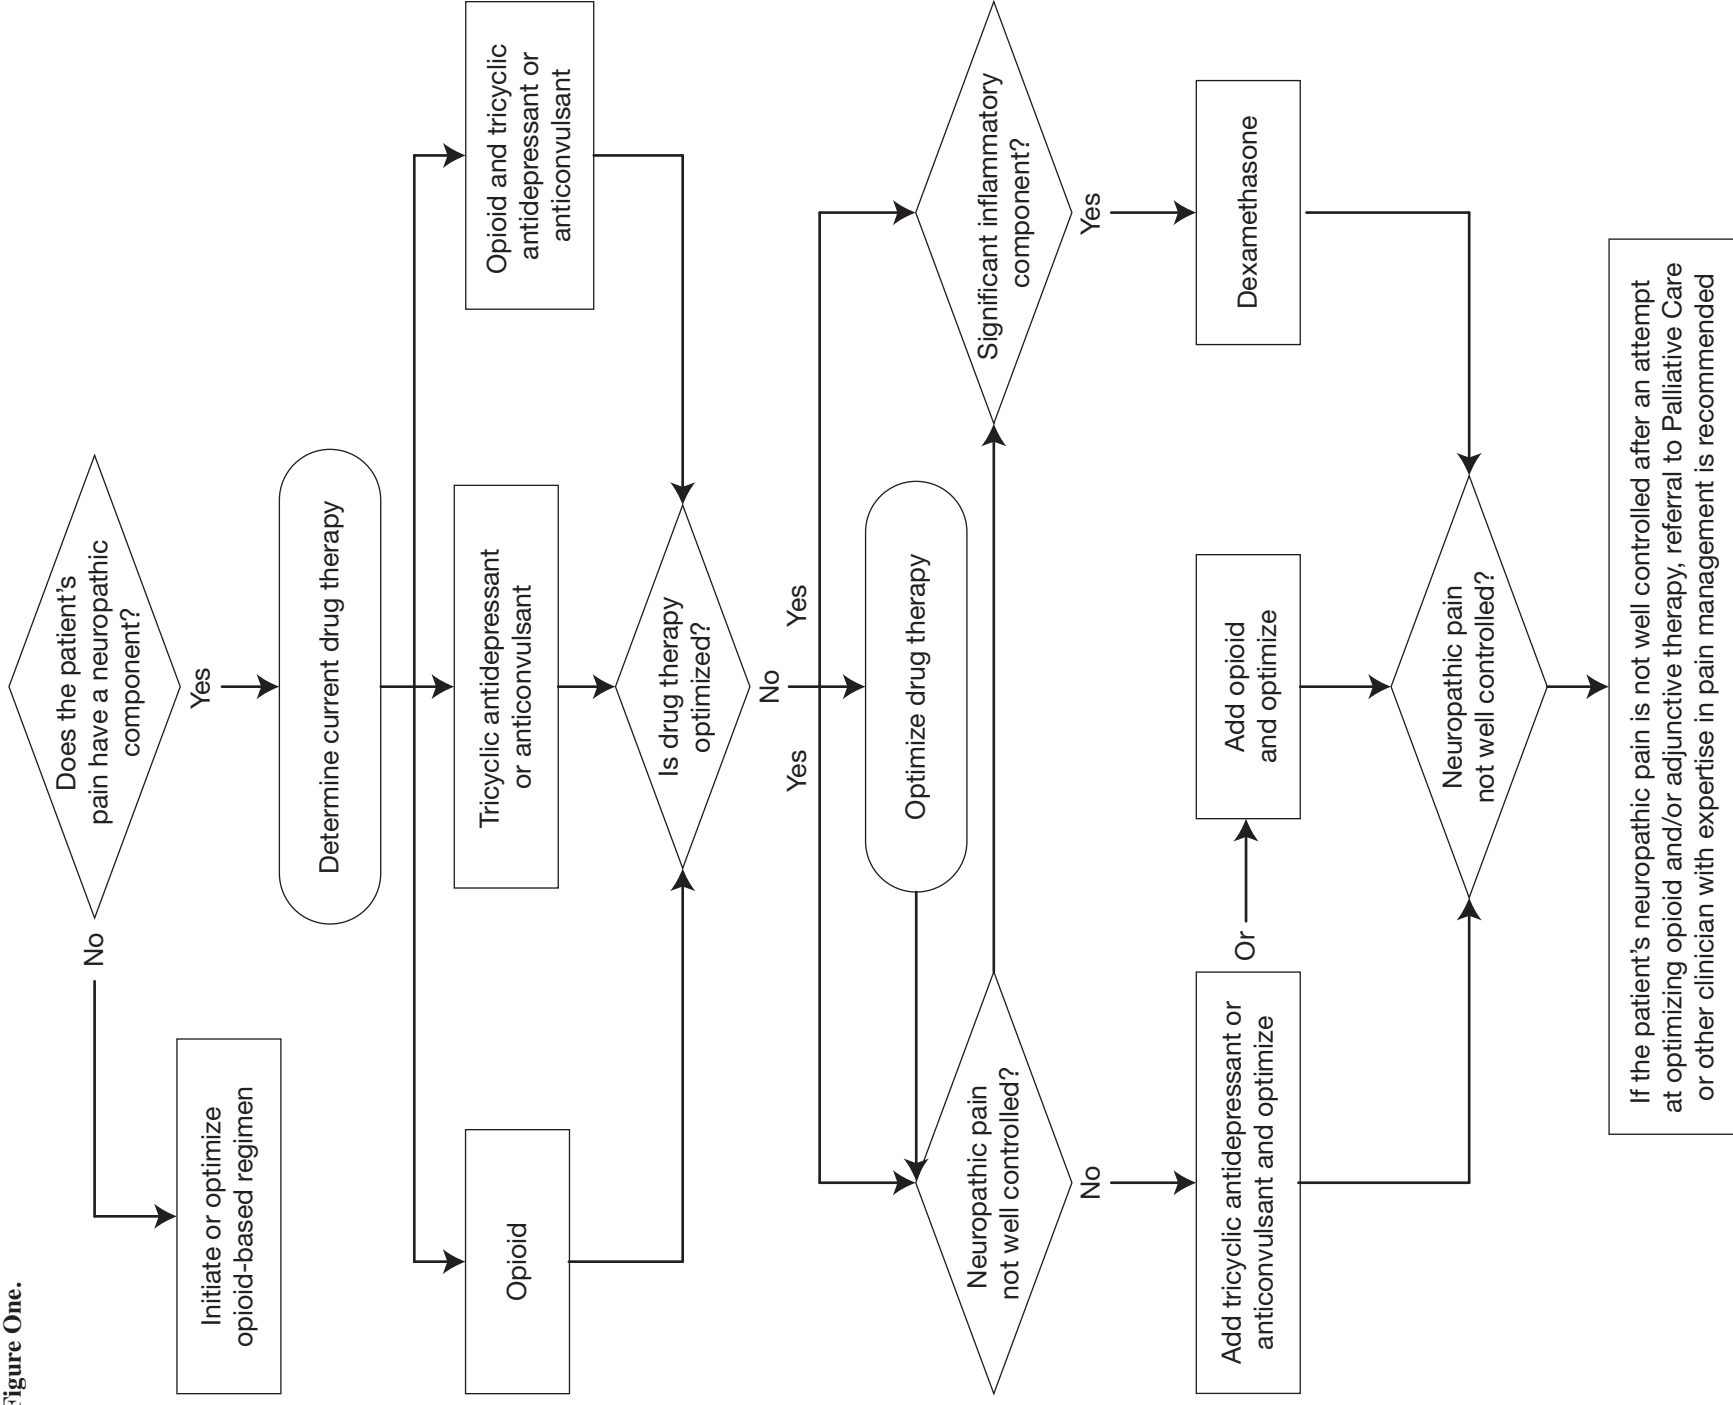 Figure One.
Does the patient's
pain have a neuropathic
component?
No
Yes
Initiate or optimize
opioid-based regimen
Determine current drug therapy
Opioid
Tricyclic antidepressant
or anticonvulsant
Opioid and tricyclic
antidepressant or
anticonvulsant
Is drug therapy
optimized?
No
Yes
Yes
Optimize drug therapy
Neuropathic pain
not well controlled?
Significant inflammatory
component?
No
Yes
Add tricyclic antidepressant or
anticonvulsant and optimize
Or
Add opioid
and optimize
Dexamethasone
Neuropathic pain
not well controlled?
If the patient's neuropathic pain is not well controlled after an attempt
at optimizing opioid and/or adjunctive therapy, referral to Palliative Care
or other clinician with expertise in pain management is recommended